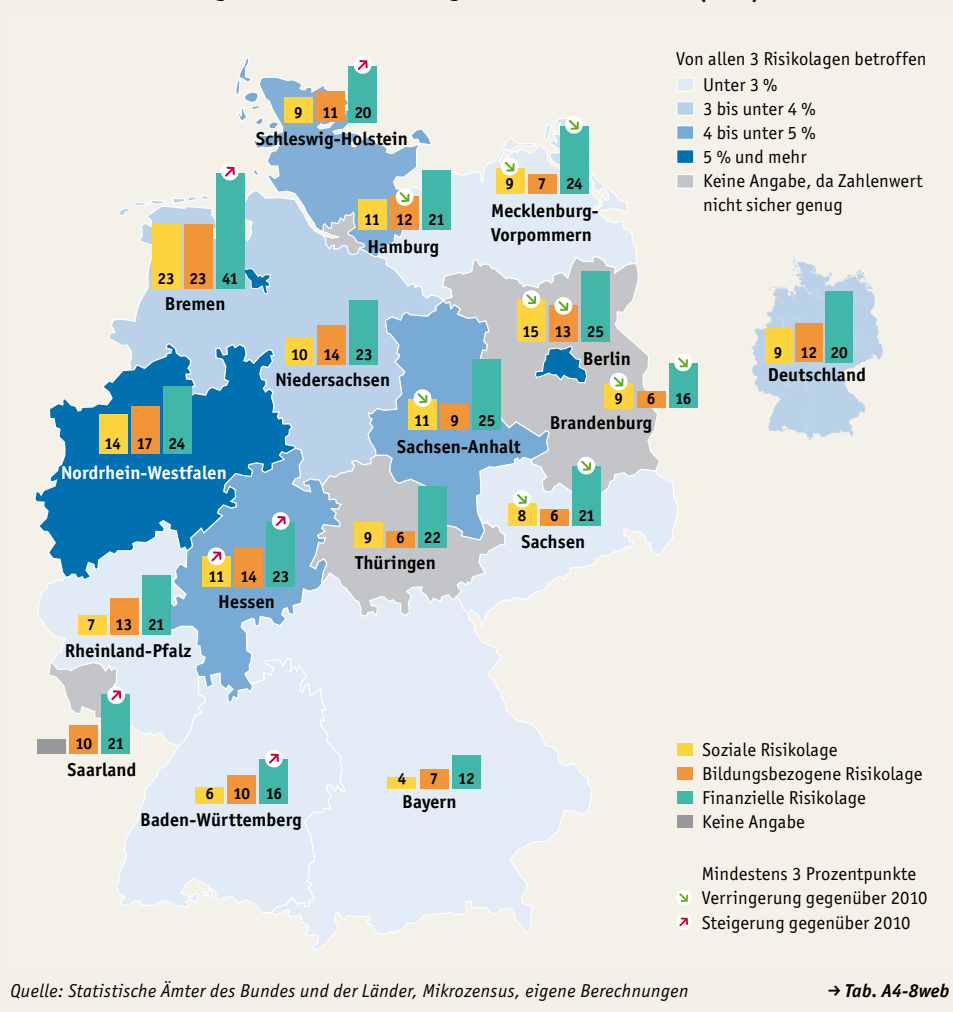 Von allen 3 Risikolagen betroffen
Unter 3 %
3 bis unter 4 %
4 bis unter 5 %
5 % und mehr
Keine Angabe, da Zahlenwert
nicht sicher genug
9 11 20
Schleswig-Holstein
9 7 24
Mecklenburg-
Vorpommern
11 12 21
Hamburg
23 23 41
Bremen
10 14 23
Niedersachsen
15 13 25
Berlin
9 12 20
Deutschland
9 6 16
Brandenburg
11 9 25
Sachsen-Anhalt
14 17 24
Nordrhein-Westfalen
8 6 21
Sachsen
9 6 22
Thüringen
11 14 23
Hessen
7 13 21
Rheinland-Pfalz
10 21
Saarland
6 10 16
Baden-Württemberg
4 7 12
Bayern
Soziale Risikolage
Bildungsbezogene Risikolage
Finanzielle Risikolage
Keine Angabe
Mindestens 3 Prozentpunkte
Verringerung gegenüber 2010
Steigerung gegenüber 2010
Quelle: Statistische Ämter des Bundes und der Länder, Mikrozensus, eigene Berechnungen
→ Tab. A4-8web